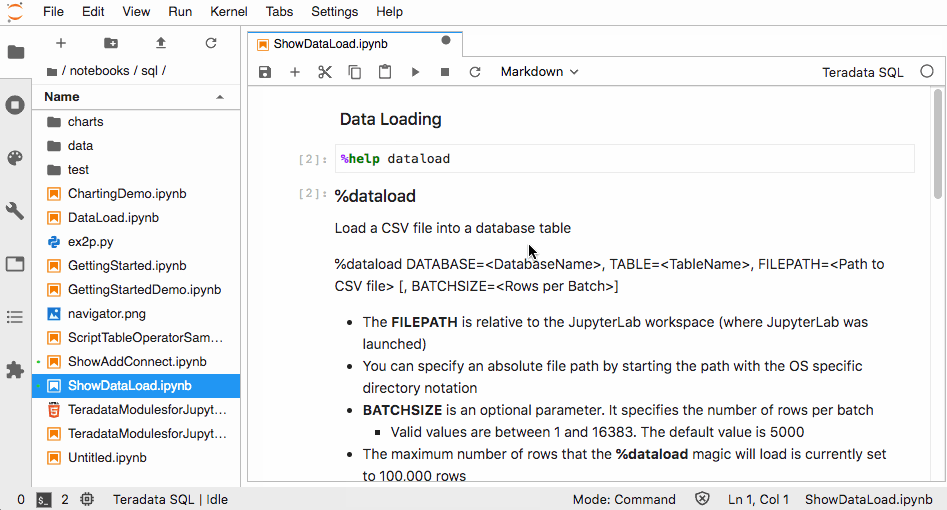 File Edit View Run Kernel Tabs Settings Help
/ notebooks / sql /
Name
charts
data
test
ChartingDemo.ipynb
DataLoad.ipynb
ex2p.py
GettingStarted.ipynb
GettingStartedDemo.ipynb
navigator.png
ScriptTableOperatorSam...
ShowAddConnect.ipynb
ShowDataLoad.ipynb
TeradataModulesforJupyt...
TeradataModulesforJupyt...
Untitled.ipynb
ShowDataLoad.ipynb
Markdown
Teradata SQL
Data Loading
[2]: %help dataload
[2]: %dataload
Load a CSV file into a database table
%dataload DATABASE=<DatabaseName>, TABLE=<TableName>, FILEPATH=<Path to
CSV file> [, BATCHSIZE=<Rows per Batch>]
• The FILEPATH is relative to the JupyterLab workspace (where JupyterLab was
launched)
• You can specify an absolute file path by starting the path with the OS specific
directory notation
• BATCHSIZE is an optional parameter. It specifies the number of rows per batch
▪ Valid values are between 1 and 16383. The default value is 5000
• The maximum number of rows that the %dataload magic will load is currently set
to 100,000 rows
0 $_ 2 Teradata SQL | Idle Mode: Command Ln 1, Col 1 ShowDataLoad.ipynb